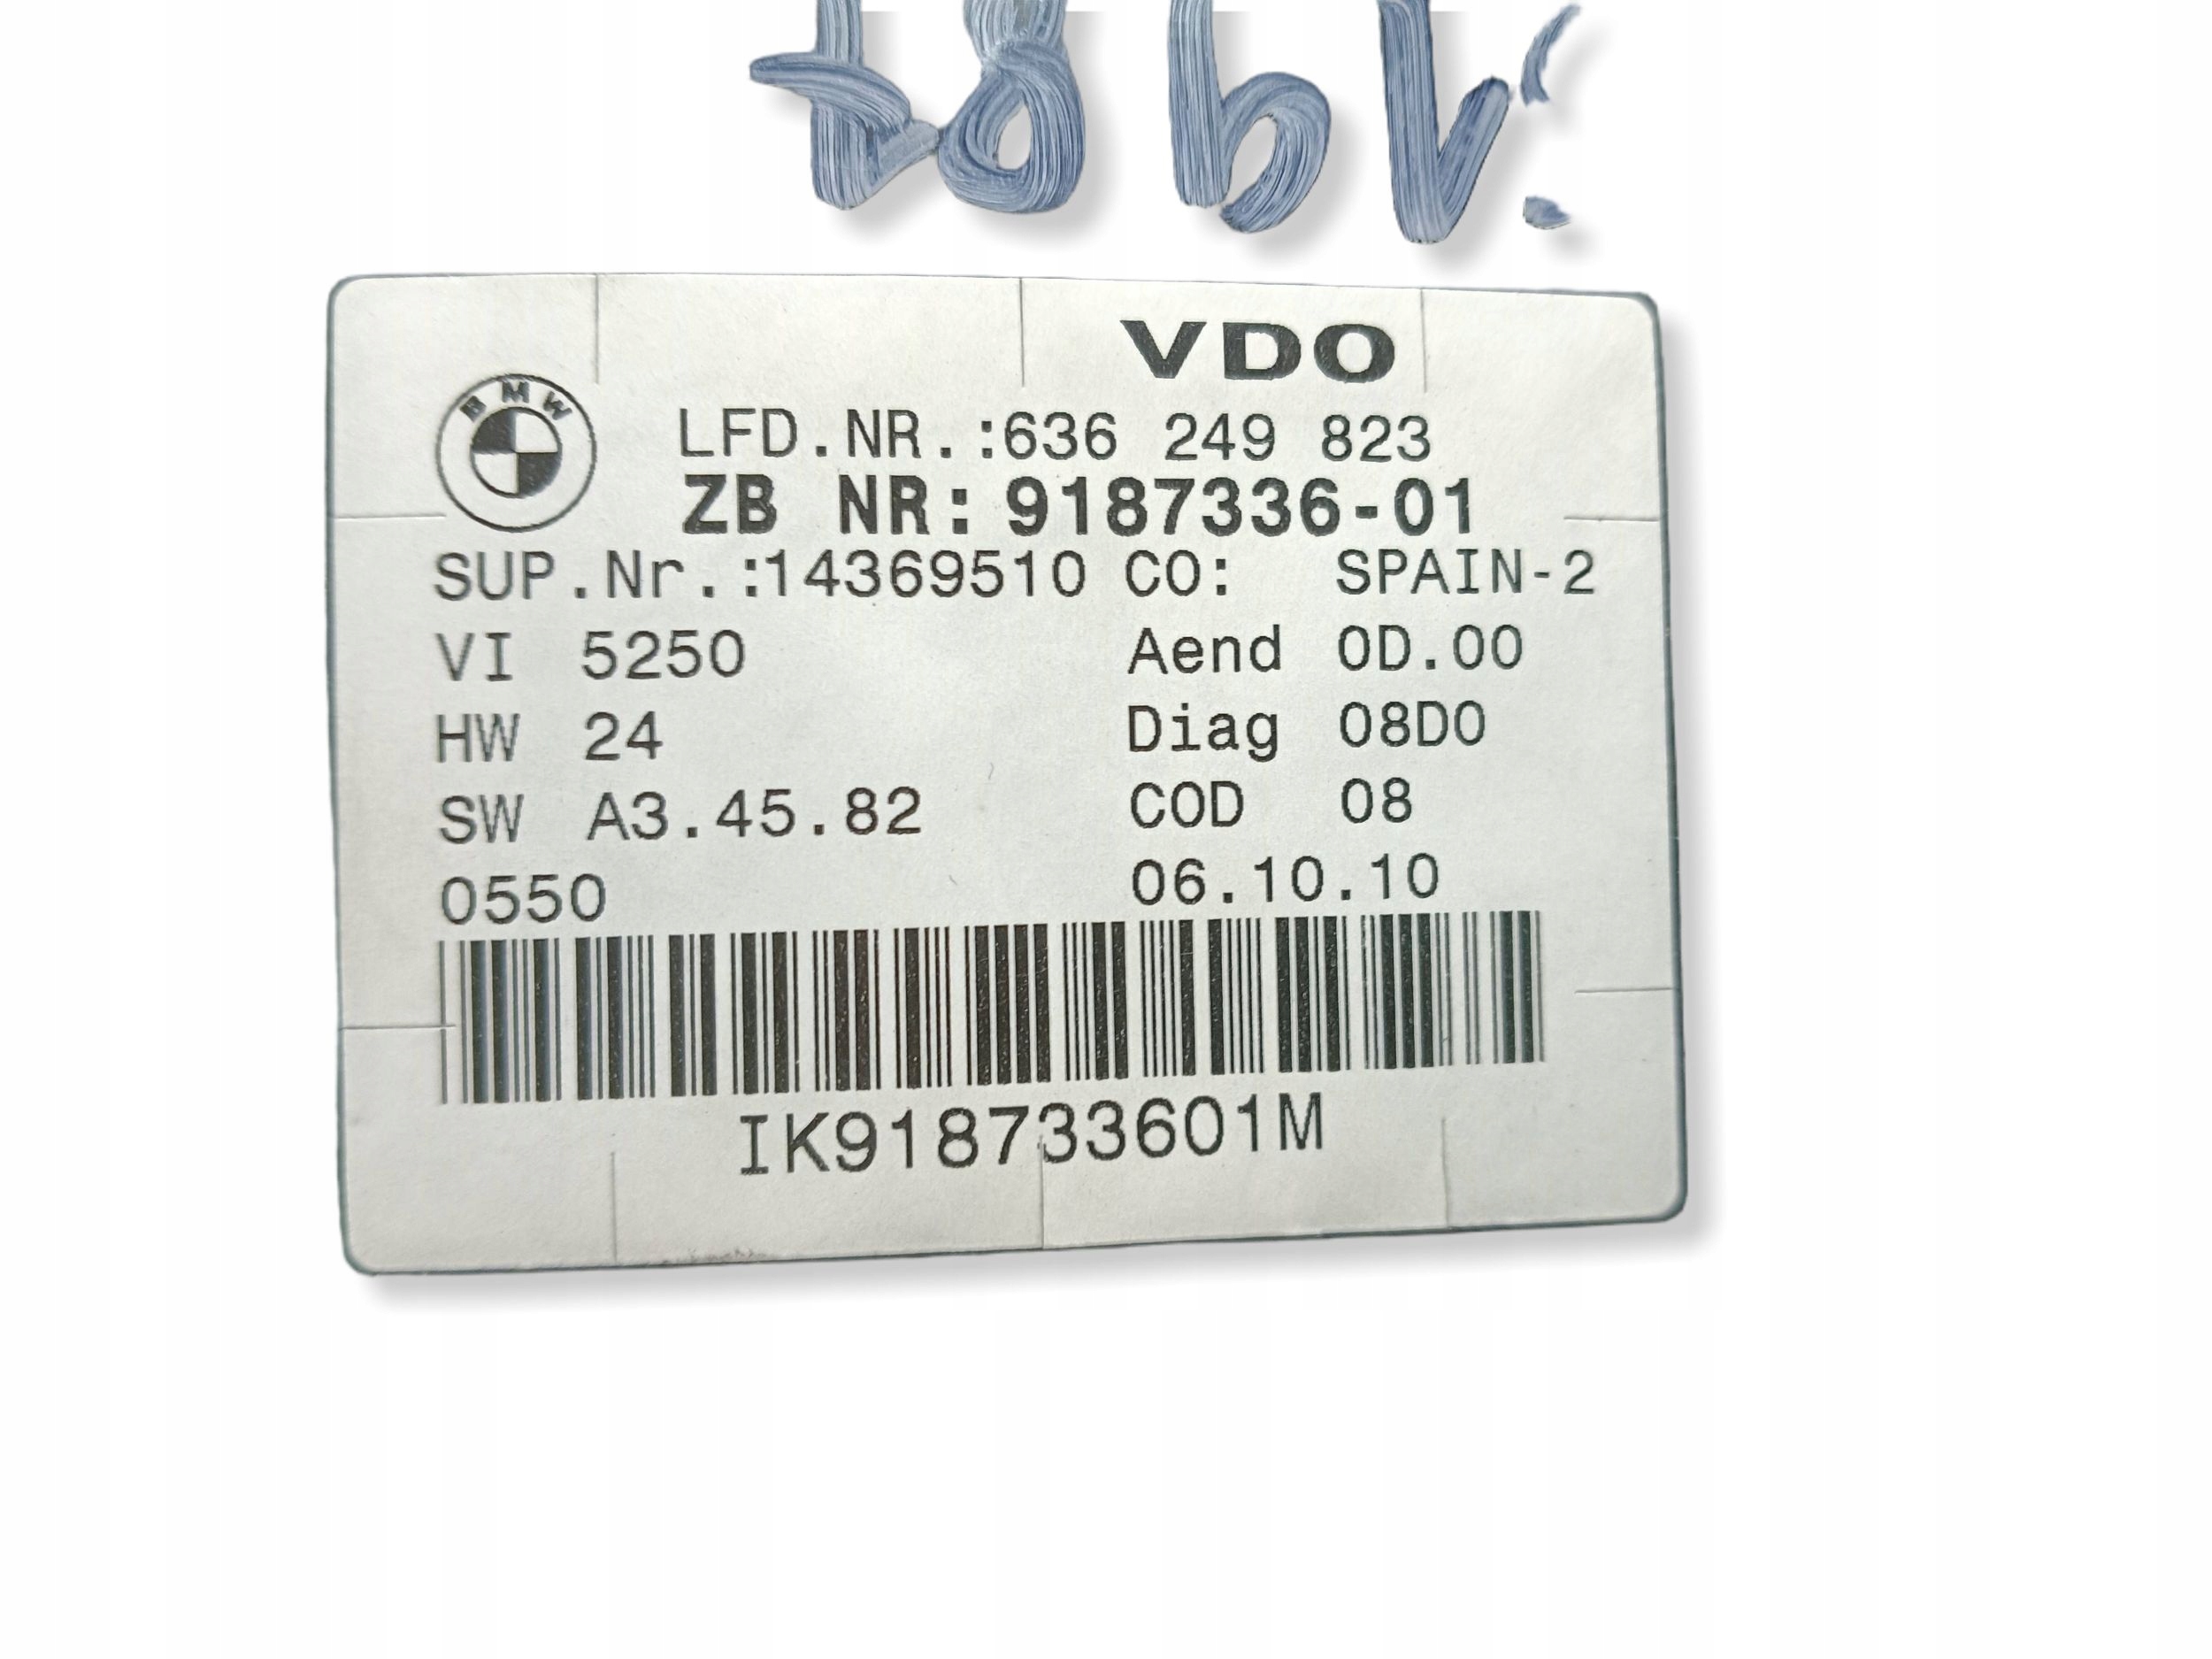 VDO
BMW
LFD.NR.:636 249 823
ZB NR:9187336-01
SUP.Nr.:14369510 CO: SPAIN-2
VI 5250 Aend 0D.00
HW 24 Diag 08D0
SW A3.45.82 COD 08
0550 06.10.10
IK918733601M